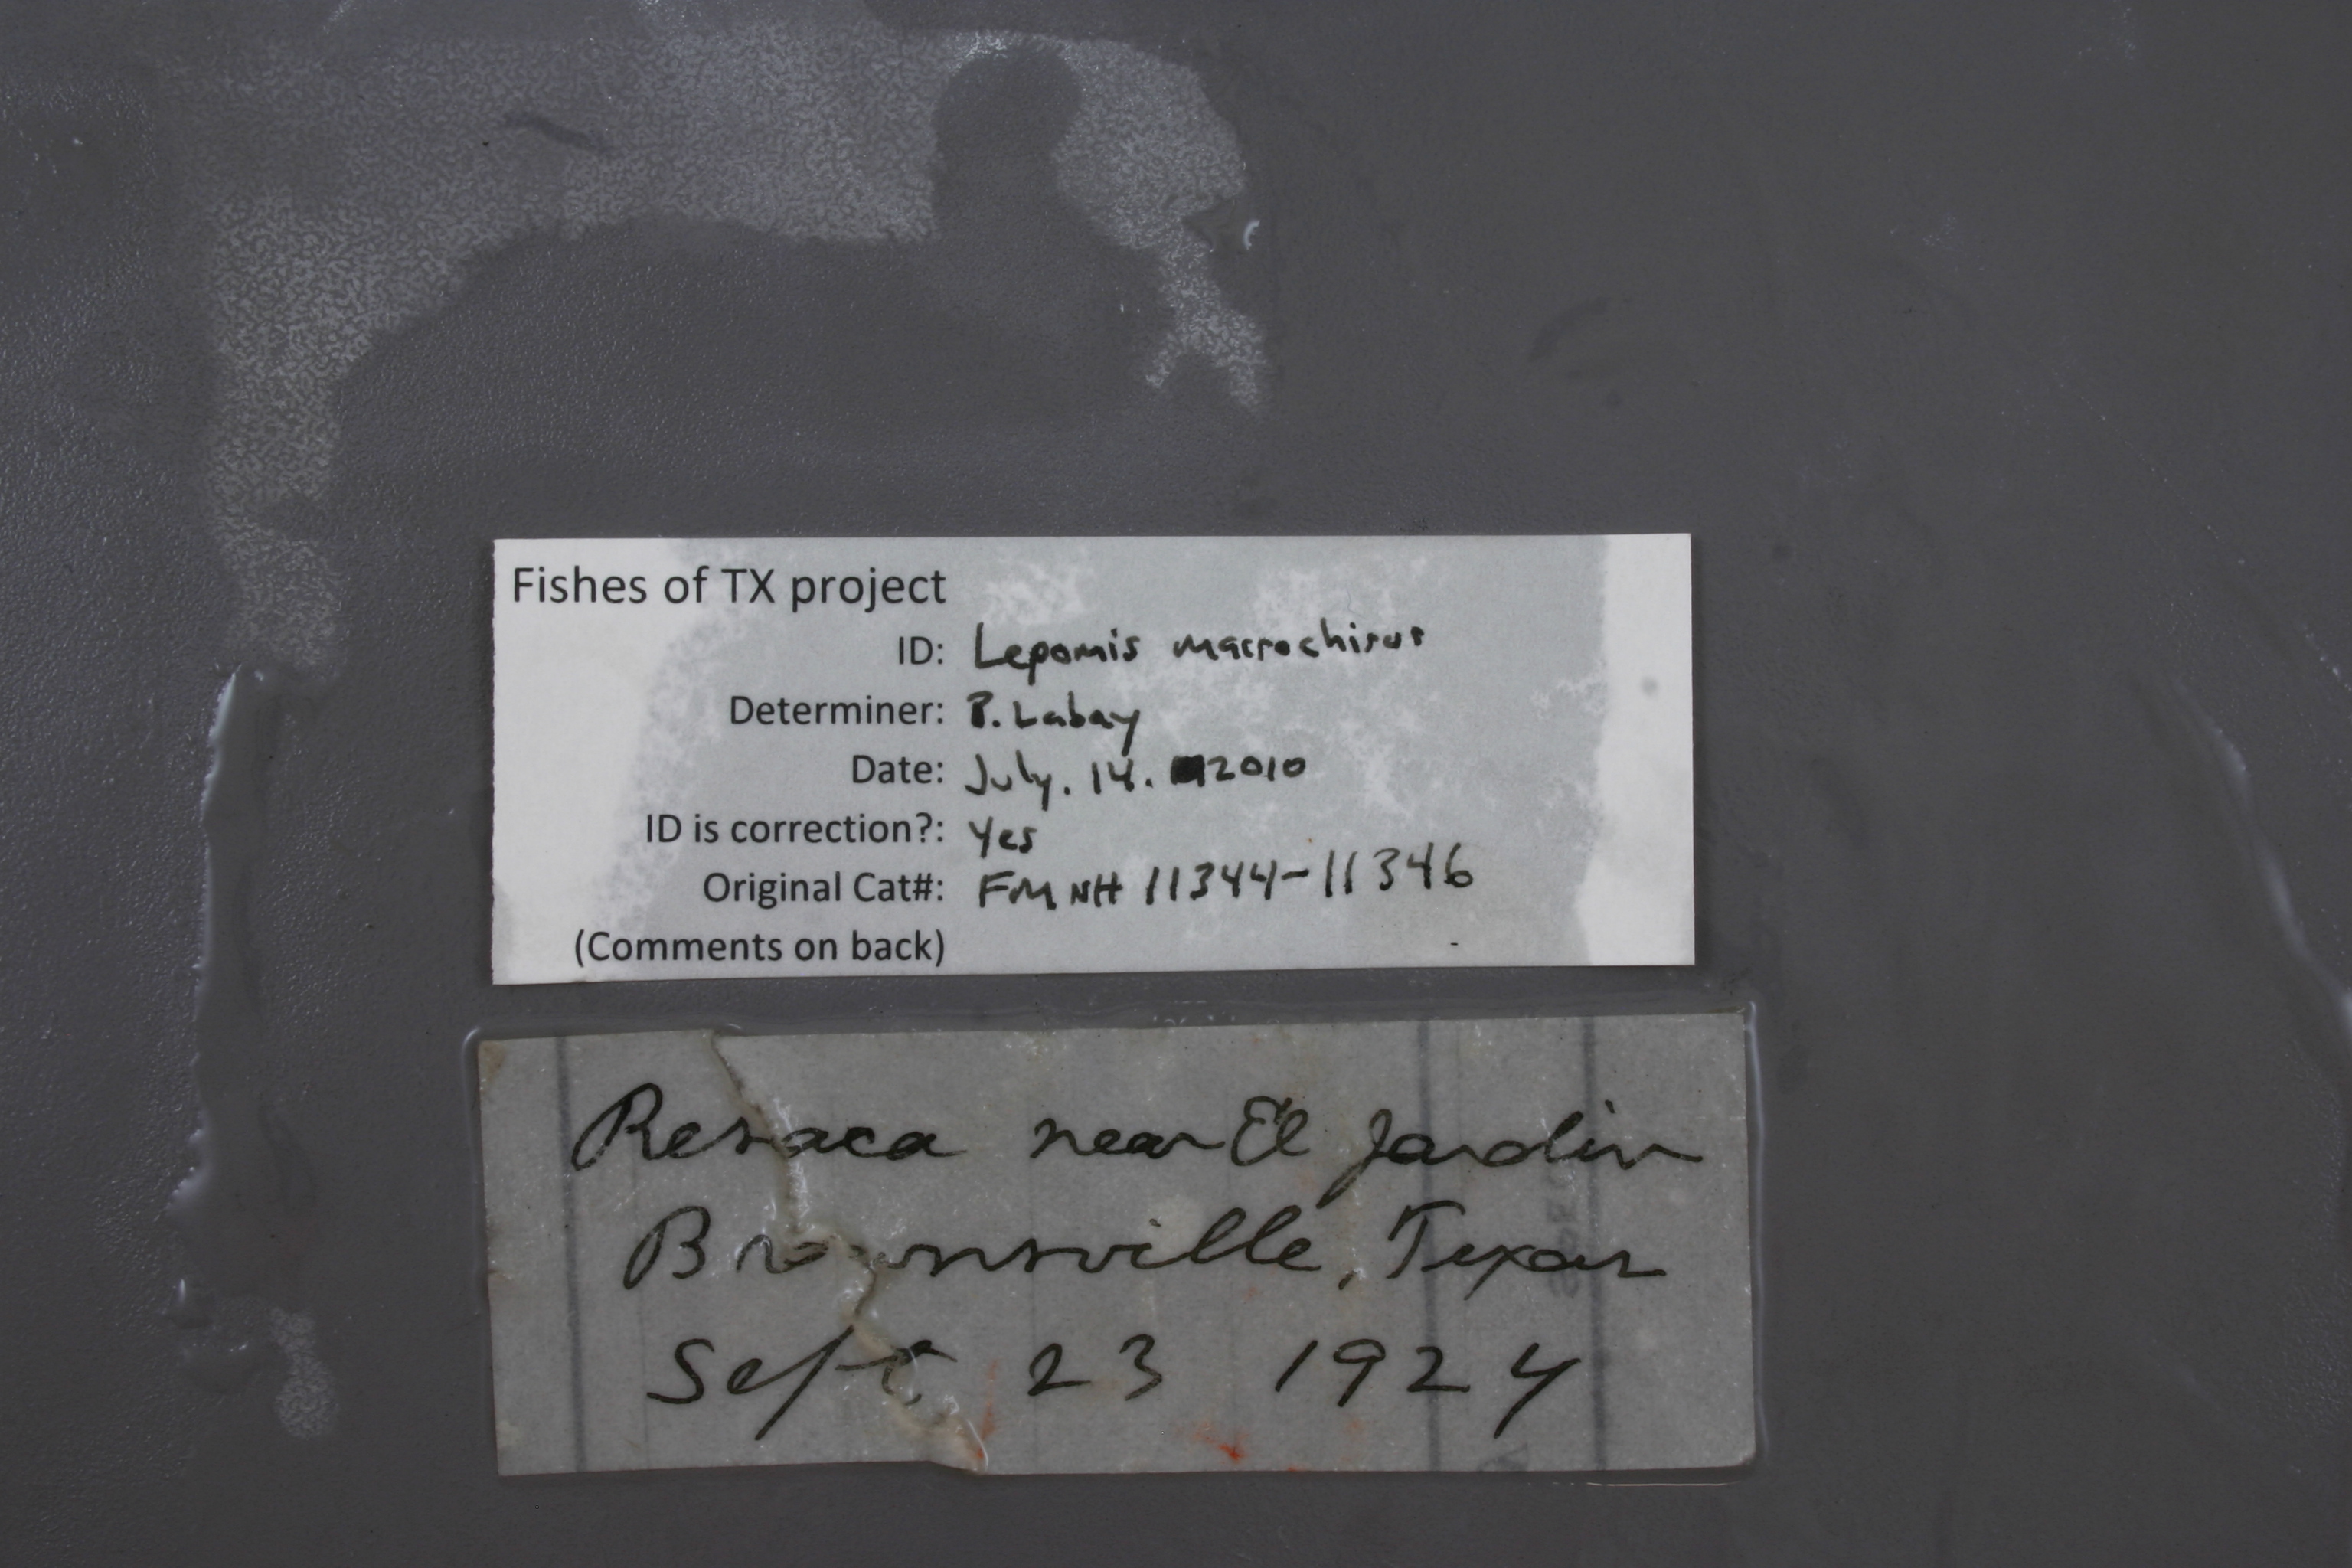 Fishes of TX project
ID: Lepomis macrochirus
Determiner: B. Labay
Date: July. 14. 2010
ID is correction?: Yes
Original Cat#: FMNH 11344-11346
(Comments on back)
Resaca near El Jardin
Brownsville, Texas
Sept 23 1924